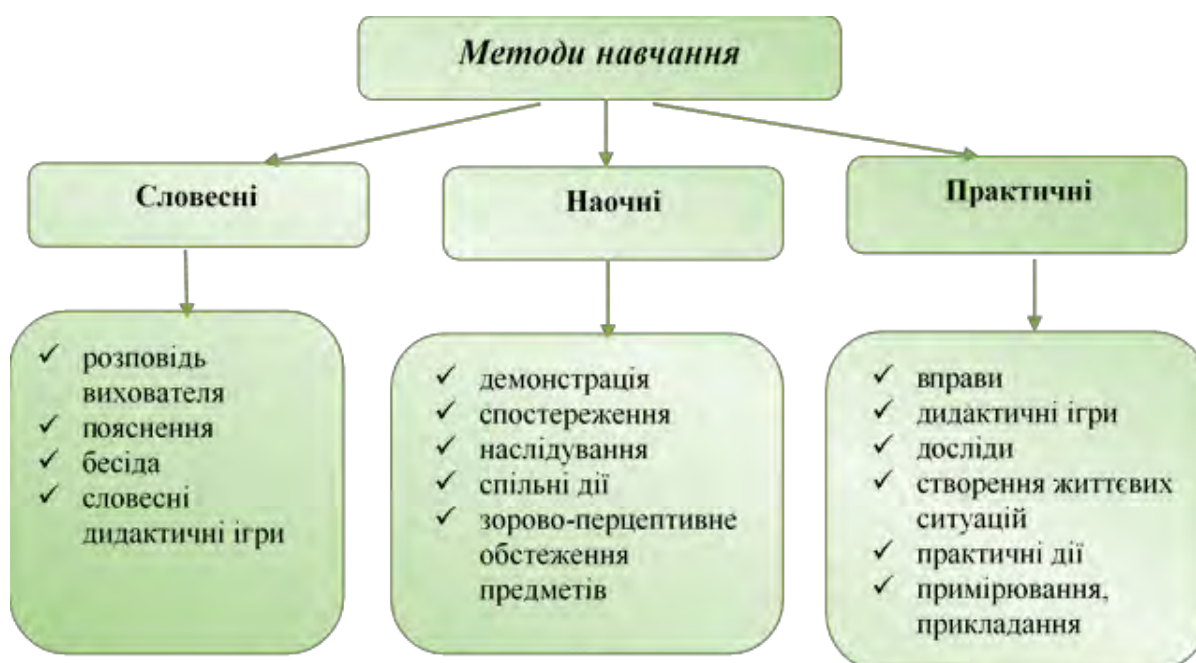 Методи навчання
Словесні
Наочні
Практичні
✓ розповідь
вихователя
✓ пояснення
✓ бесіда
✓ словесні
дидактичні ігри
✓ демонстрація
✓ спостереження
✓ наслідування
✓ спільні дії
✓ зорово-перцептивне
обстеження
предметів
✓ вправи
✓ дидактичні ігри
✓ досліди
✓ створення життєвих
ситуацій
✓ практичні дії
✓ примірювання,
прикладання